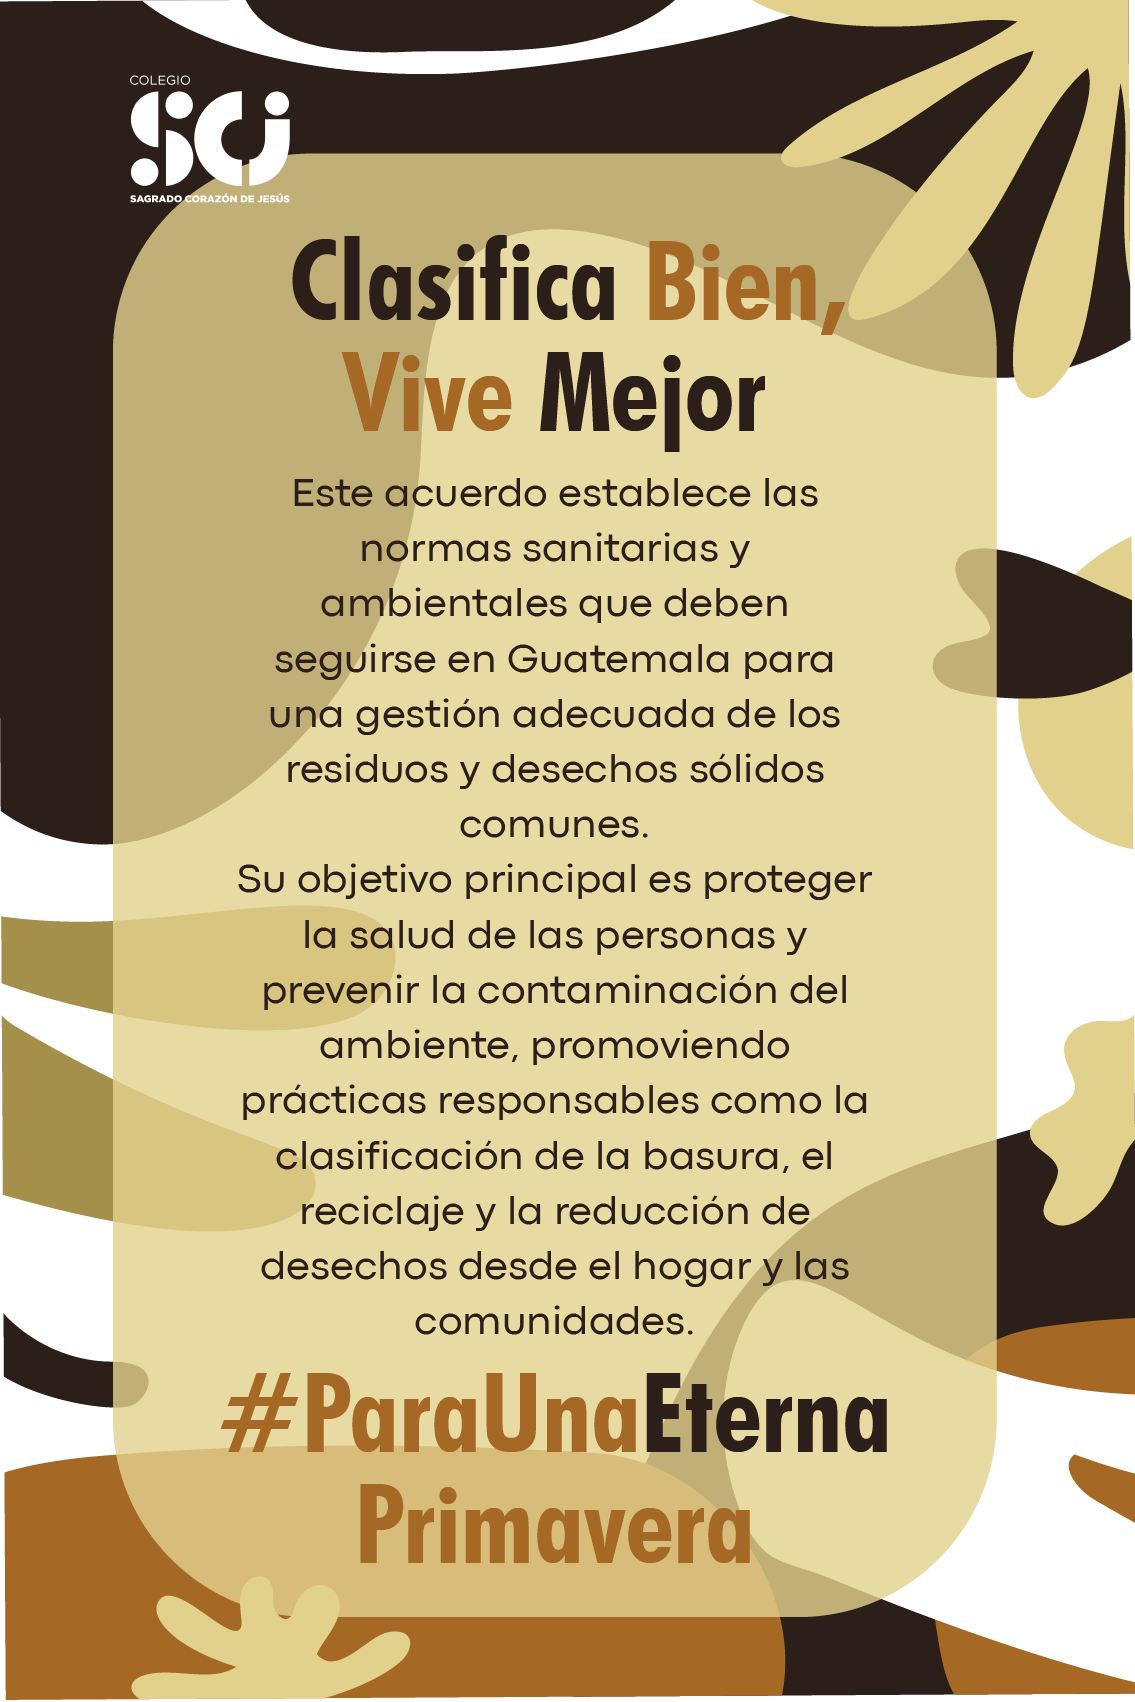 COLEGIO
SCJ
SAGRADO CORAZÓN DE JESÚS
Clasifica Bien,
Vive Mejor
Este acuerdo establece las
normas sanitarias y
ambientales que deben
seguirse en Guatemala para
una gestión adecuada de los
residuos y desechos sólidos
comunes.
Su objetivo principal es proteger
la salud de las personas y
prevenir la contaminación del
ambiente, promoviendo
prácticas responsables como la
clasificación de la basura, el
reciclaje y la reducción de
desechos desde el hogar y las
comunidades.
#ParaUnaEterna
Primavera